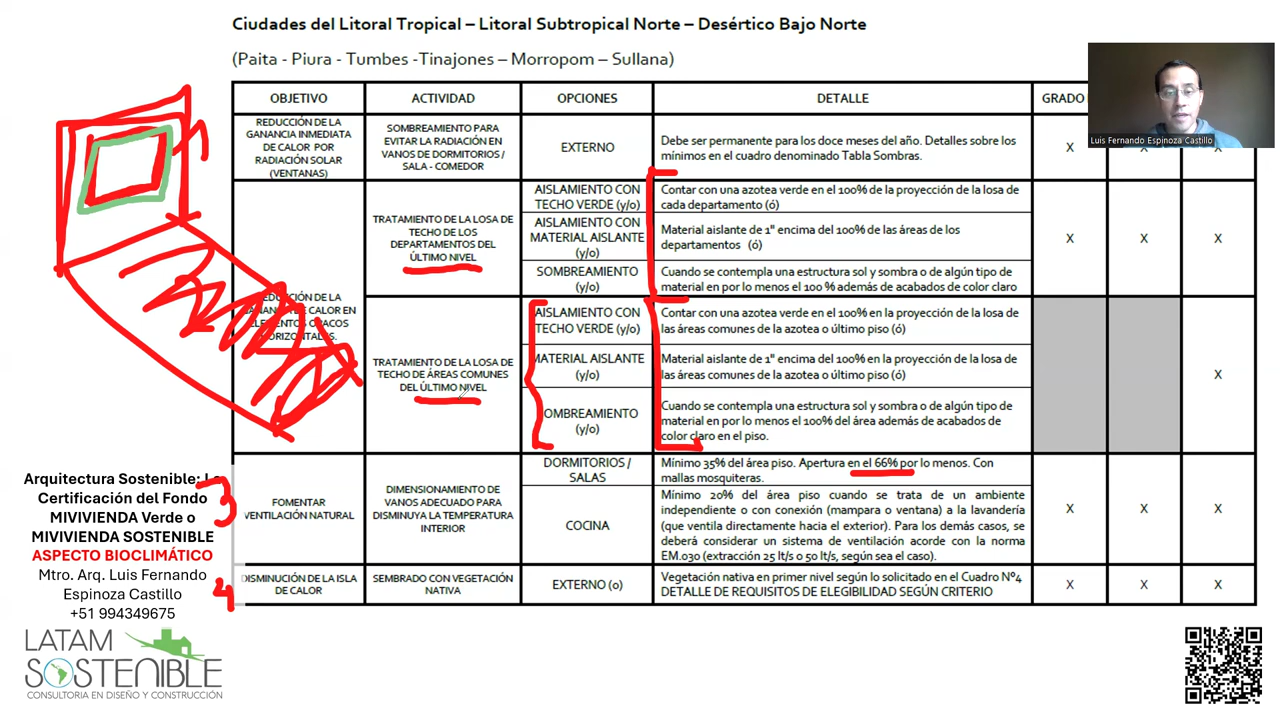 Ciudades del Litoral Tropical – Litoral Subtropical Norte – Desértico Bajo Norte
(Paita - Piura - Tumbes -Tinajones – Morropom – Sullana)
OBJETIVO
ACTIVIDAD
OPCIONES
DETALLE
GRADO
REDUCCIÓN DE LA
GANANCIA INMEDIATA
DE CALOR POR
RADIACIÓN SOLAR
(VENTANAS)
SOMBREAMIENTO PARA
EVITAR LA RADIACIÓN EN
VANOS DE DORMITORIOS /
SALA - COMEDOR
EXTERNO
Debe ser permanente para los doce meses del año. Detalles sobre los
mínimos en el cuadro denominado Tabla Sombras.
X
X
X
Luis Fernando Espinoza Castillo
TRATAMIENTO DE LA LOSA DE
TECHO DE LOS
DEPARTAMENTOS DEL
ÚLTIMO NIVEL
AISLAMIENTO CON
TECHO VERDE (y/o)
Contar con una azotea verde en el 100% de la proyección de la losa de
cada departamento (ó)
AISLAMIENTO CON
MATERIAL AISLANTE
(y/o)
Material aislante de 1" encima del 100% de las áreas de los
departamentos (ó)
SOMBREAMIENTO
(y/o)
Cuando se contempla una estructura sol y sombra o de algún tipo de
material en por lo menos el 100 % además de acabados de color claro
X
X
X
DE LA
DE CALOR EN
TRATAMIENTO DE LA LOSA DE
TECHO DE ÁREAS COMUNES
DEL ÚLTIMO NIVEL
AISLAMIENTO CON
TECHO VERDE (y/o)
Contar con una azotea verde en el 100% en la proyección de la losa de
las áreas comunes de la azotea o último piso (ó)
MATERIAL AISLANTE
(y/o)
Material aislante de 1" encima del 100% en la proyección de la losa de
las áreas comunes de la azotea o último piso (ó)
SOMBREAMIENTO
(y/o)
Cuando se contempla una estructura sol y sombra o de algún tipo de
material en por lo menos el 100% del área además de acabados de
color claro en el piso.
X
FOMENTAR
VENTILACIÓN NATURAL
DIMENSIONAMIENTO DE
VANOS ADECUADO PARA
DISMINUYA LA TEMPERATURA
INTERIOR
DORMITORIOS /
SALAS
Mínimo 35% del área piso. Apertura en el 66% por lo menos. Con
mallas mosquiteras.
COCINA
Mínimo 20% del área piso cuando se trata de un ambiente
independiente o con conexión (mampara o ventana) a la lavandería
(que ventila directamente hacia el exterior). Para los demás casos, se
deberá considerar un sistema de ventilación acorde con la norma
EM.030 (extracción 25 lt/s o 50 lt/s, según sea el caso).
X
X
X
DISMINUCIÓN DE LA ISLA
DE CALOR
SEMBRADO CON VEGETACIÓN
NATIVA
EXTERNO (o)
Vegetación nativa en primer nivel según lo solicitado en el Cuadro Nº4
DETALLE DE REQUISITOS DE ELEGIBILIDAD SEGÚN CRITERIO
X
X
X
1
3
4
Arquitectura Sostenible: La
Certificación del Fondo
MIVIVIENDA Verde o
MIVIVIENDA SOSTENIBLE
ASPECTO BIOCLIMÁTICO
Mtro. Arq. Luis Fernando
Espinoza Castillo
+51 994349675
LATAM
SOSTENIBLE
CONSULTORIA EN DISEÑO Y CONSTRUCCIÓN